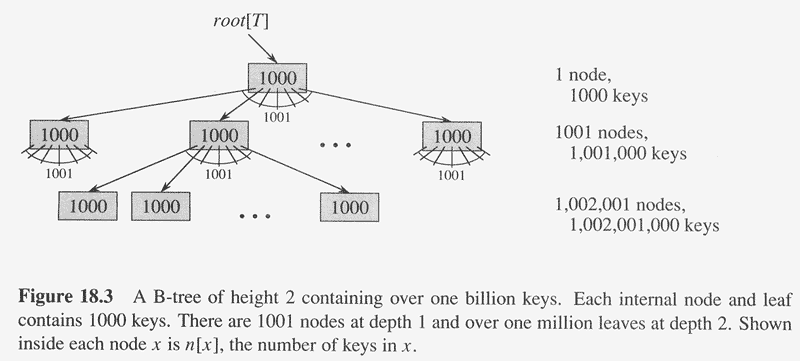 root[T]
1000
1 node,
1000 keys
1001
1000
1000
...
1000
1001 nodes,
1,001,000 keys
1001
1001
1001
1000
1000
...
1000
1,002,001 nodes,
1,002,001,000 keys
Figure 18.3 A B-tree of height 2 containing over one billion keys. Each internal node and leaf
contains 1000 keys. There are 1001 nodes at depth 1 and over one million leaves at depth 2. Shown
inside each node x is n[x], the number of keys in x.